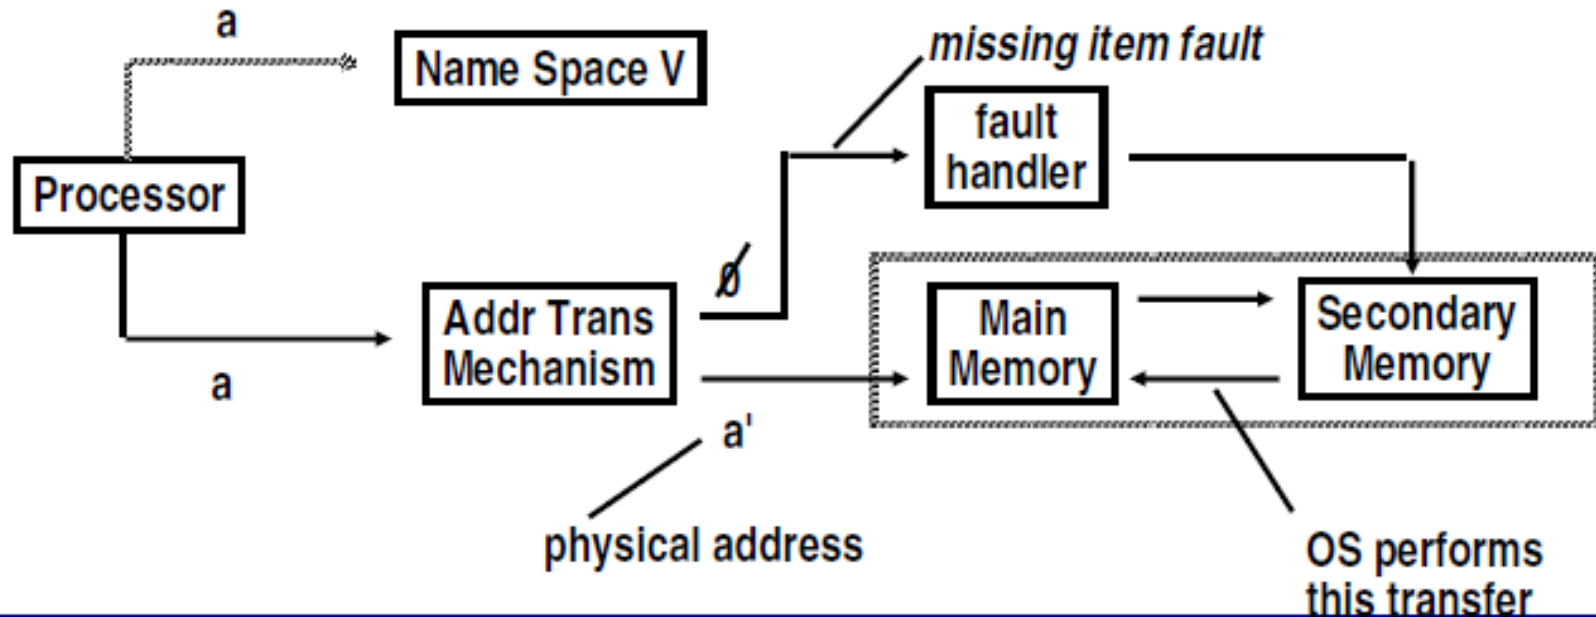 a
Name Space V
missing item fault
fault
handler
Processor
Ø
Addr Trans
Mechanism
Main
Memory
Secondary
Memory
a
a'
physical address
OS performs
this transfer